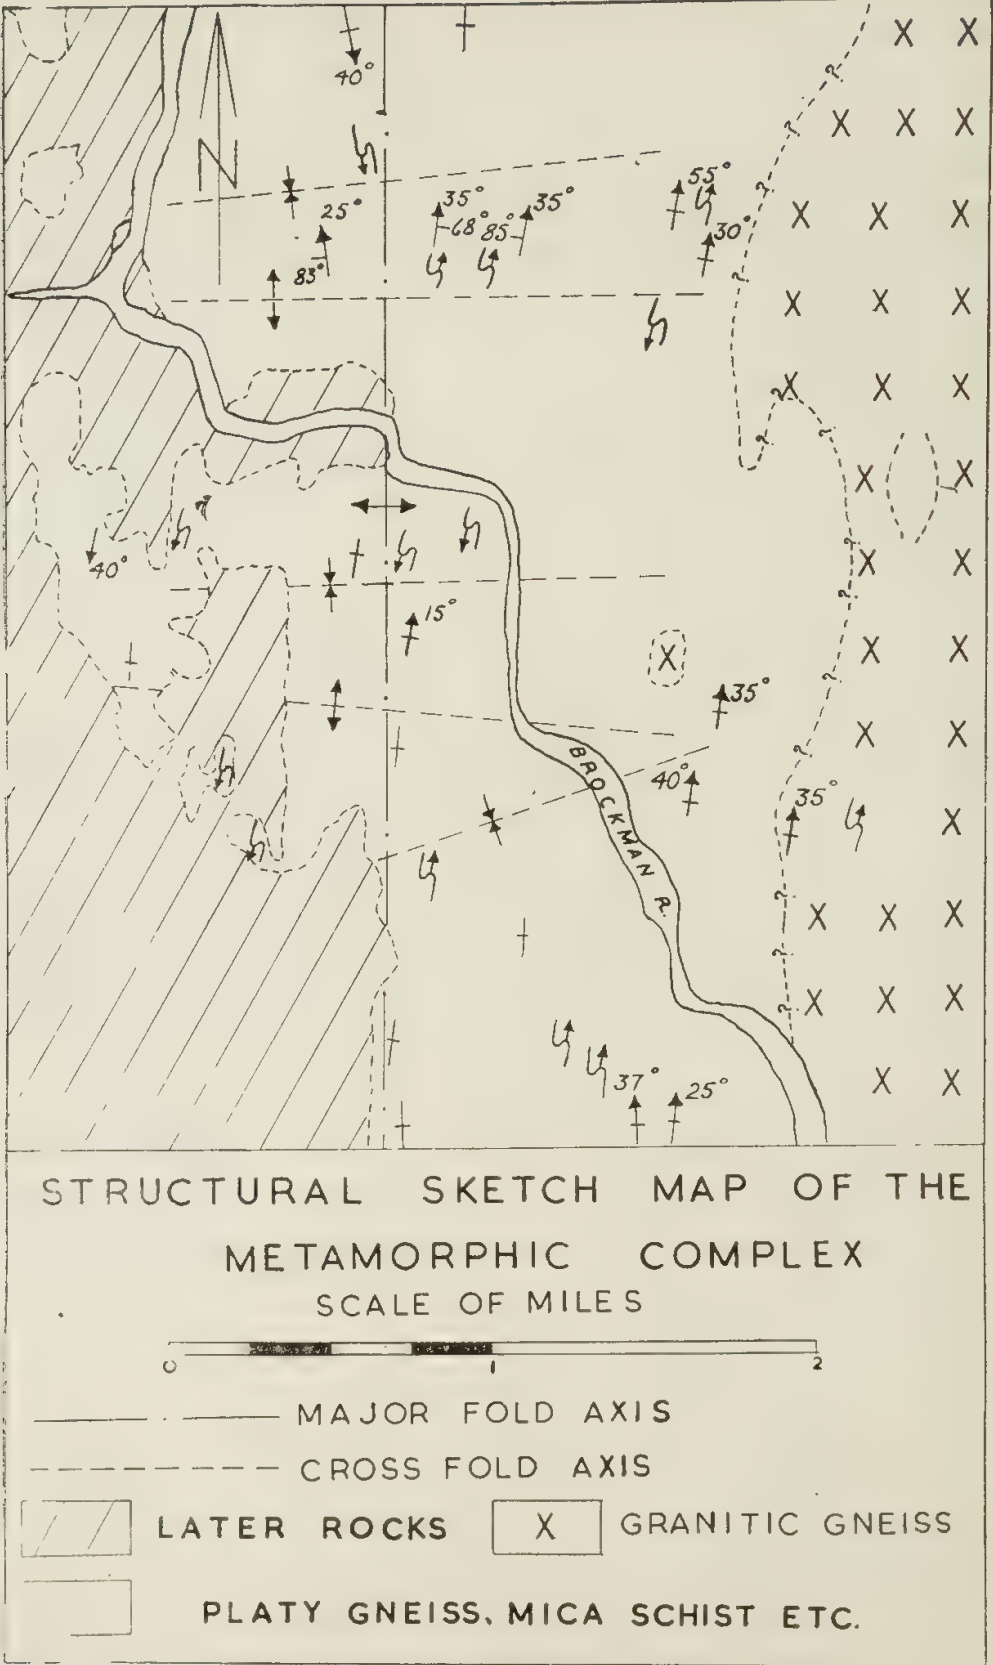 40°
N
55°
35°
35°
25°
68°
85°
30°
83°
X X
X X X
X X X
X X X
X X X
? ? ? ? ? ? ? ? ? ? ? ? ? ? ?
X X
40°
X X
15°
X
X X
35°
X X
BROCKMAN R.
40°
35°
X
X X X
X X X
37°
25°
X X
STRUCTURAL SKETCH MAP OF THE
METAMORPHIC COMPLEX
SCALE OF MILES
0 1 2
MAJOR FOLD AXIS
CROSS FOLD AXIS
LATER ROCKS
X GRANITIC GNEISS
PLATY GNEISS, MICA SCHIST ETC.